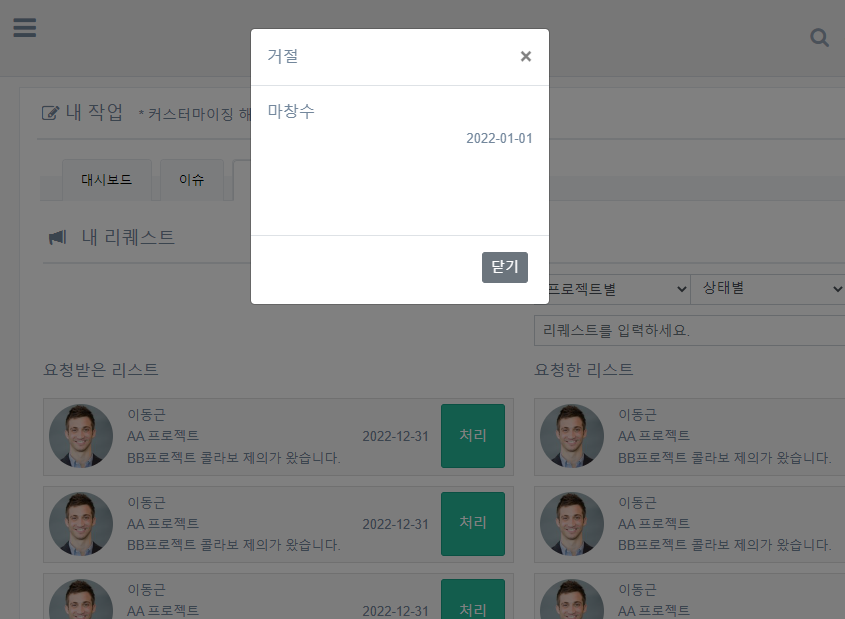 거절 ×
마창수
2022-01-01
닫기
내 작업 * 커스터마이징 해
대시보드 이슈
내 리퀘스트
프로젝트별 상태별
리퀘스트를 입력하세요.
요청받은 리스트 요청한 리스트
이동근
AA 프로젝트
BB프로젝트 콜라보 제의가 왔습니다.
2022-12-31
처리
이동근
AA 프로젝트
BB프로젝트 콜라보 제의가 왔습니다.
이동근
AA 프로젝트
BB프로젝트 콜라보 제의가 왔습니다.
2022-12-31
처리
이동근
AA 프로젝트
BB프로젝트 콜라보 제의가 왔습니다.
이동근
AA 프로젝트
2022-12-31
처리
이동근
AA 프로젝트